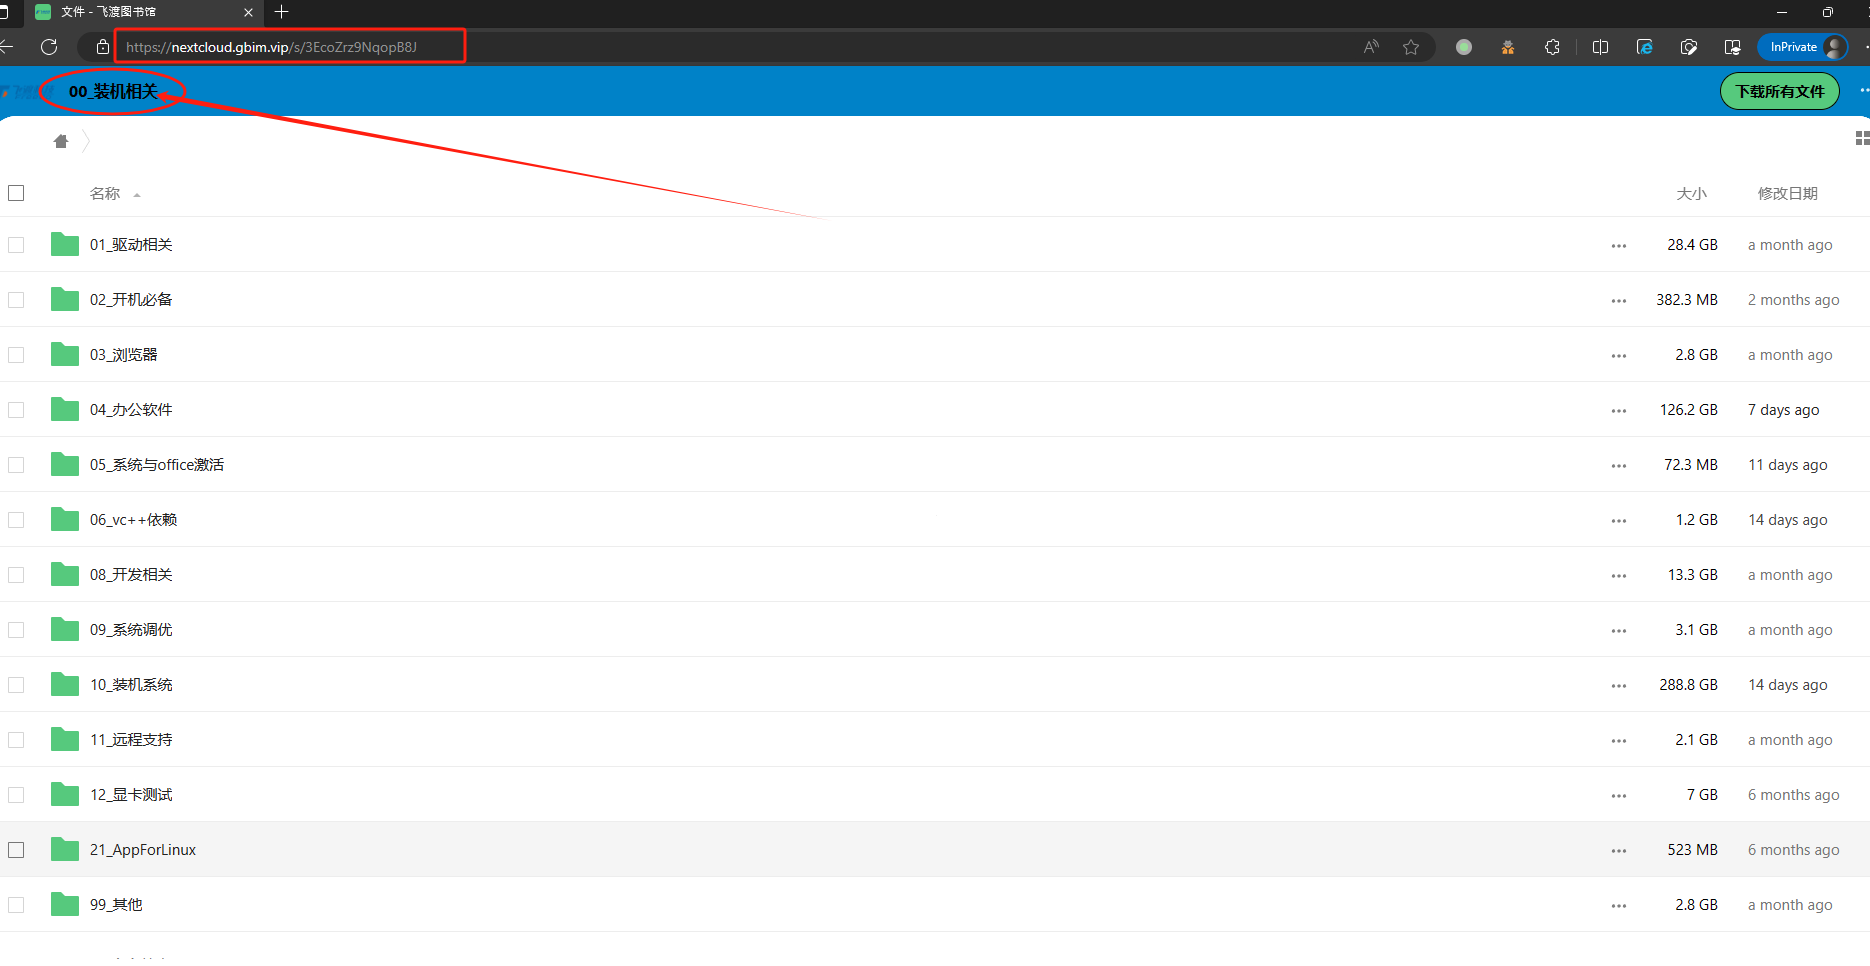 文件 - 飞渡图书馆
https://nextcloud.gbim.vip/s/3EcoZrz9NqopB8J
InPrivate
00_装机相关
下载所有文件
名称 大小 修改日期
01_驱动相关 28.4 GB a month ago
02_开机必备 382.3 MB 2 months ago
03_浏览器 2.8 GB a month ago
04_办公软件 126.2 GB 7 days ago
05_系统与office激活 72.3 MB 11 days ago
06_vc++依赖 1.2 GB 14 days ago
08_开发相关 13.3 GB a month ago
09_系统调优 3.1 GB a month ago
10_装机系统 288.8 GB 14 days ago
11_远程支持 2.1 GB a month ago
12_显卡测试 7 GB 6 months ago
21_AppForLinux 523 MB 6 months ago
99_其他 2.8 GB a month ago